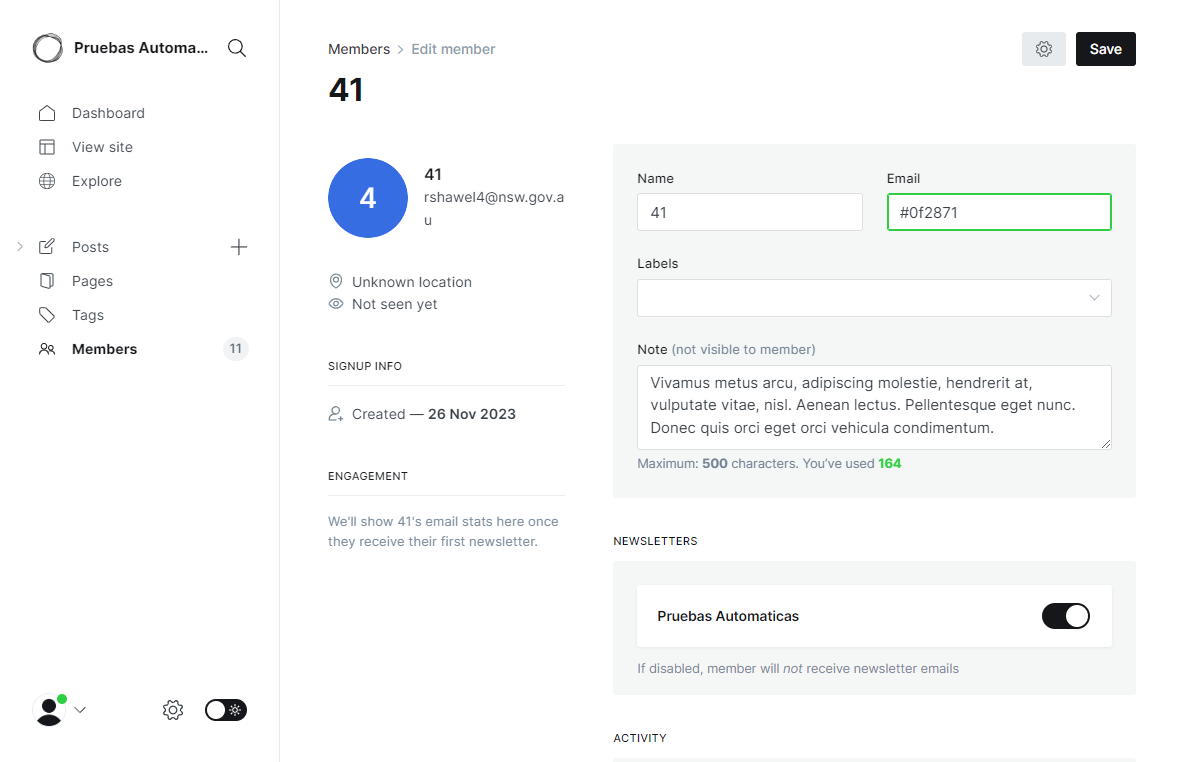 Pruebas Automa...
Dashboard
View site
Explore
Posts
Pages
Tags
Members
11
Members > Edit member
Save
41
4
41
rshawel4@nsw.gov.a
u
Unknown location
Not seen yet
SIGNUP INFO
Created — 26 Nov 2023
ENGAGEMENT
We'll show 41's email stats here once
they receive their first newsletter.
Name
41
Email
#0f2871
Labels
Note (not visible to member)
Vivamus metus arcu, adipiscing molestie, hendrerit at,
vulputate vitae, nisl. Aenean lectus. Pellentesque eget nunc.
Donec quis orci eget orci vehicula condimentum.
Maximum: 500 characters. You've used 164
NEWSLETTERS
Pruebas Automaticas
If disabled, member will not receive newsletter emails
ACTIVITY